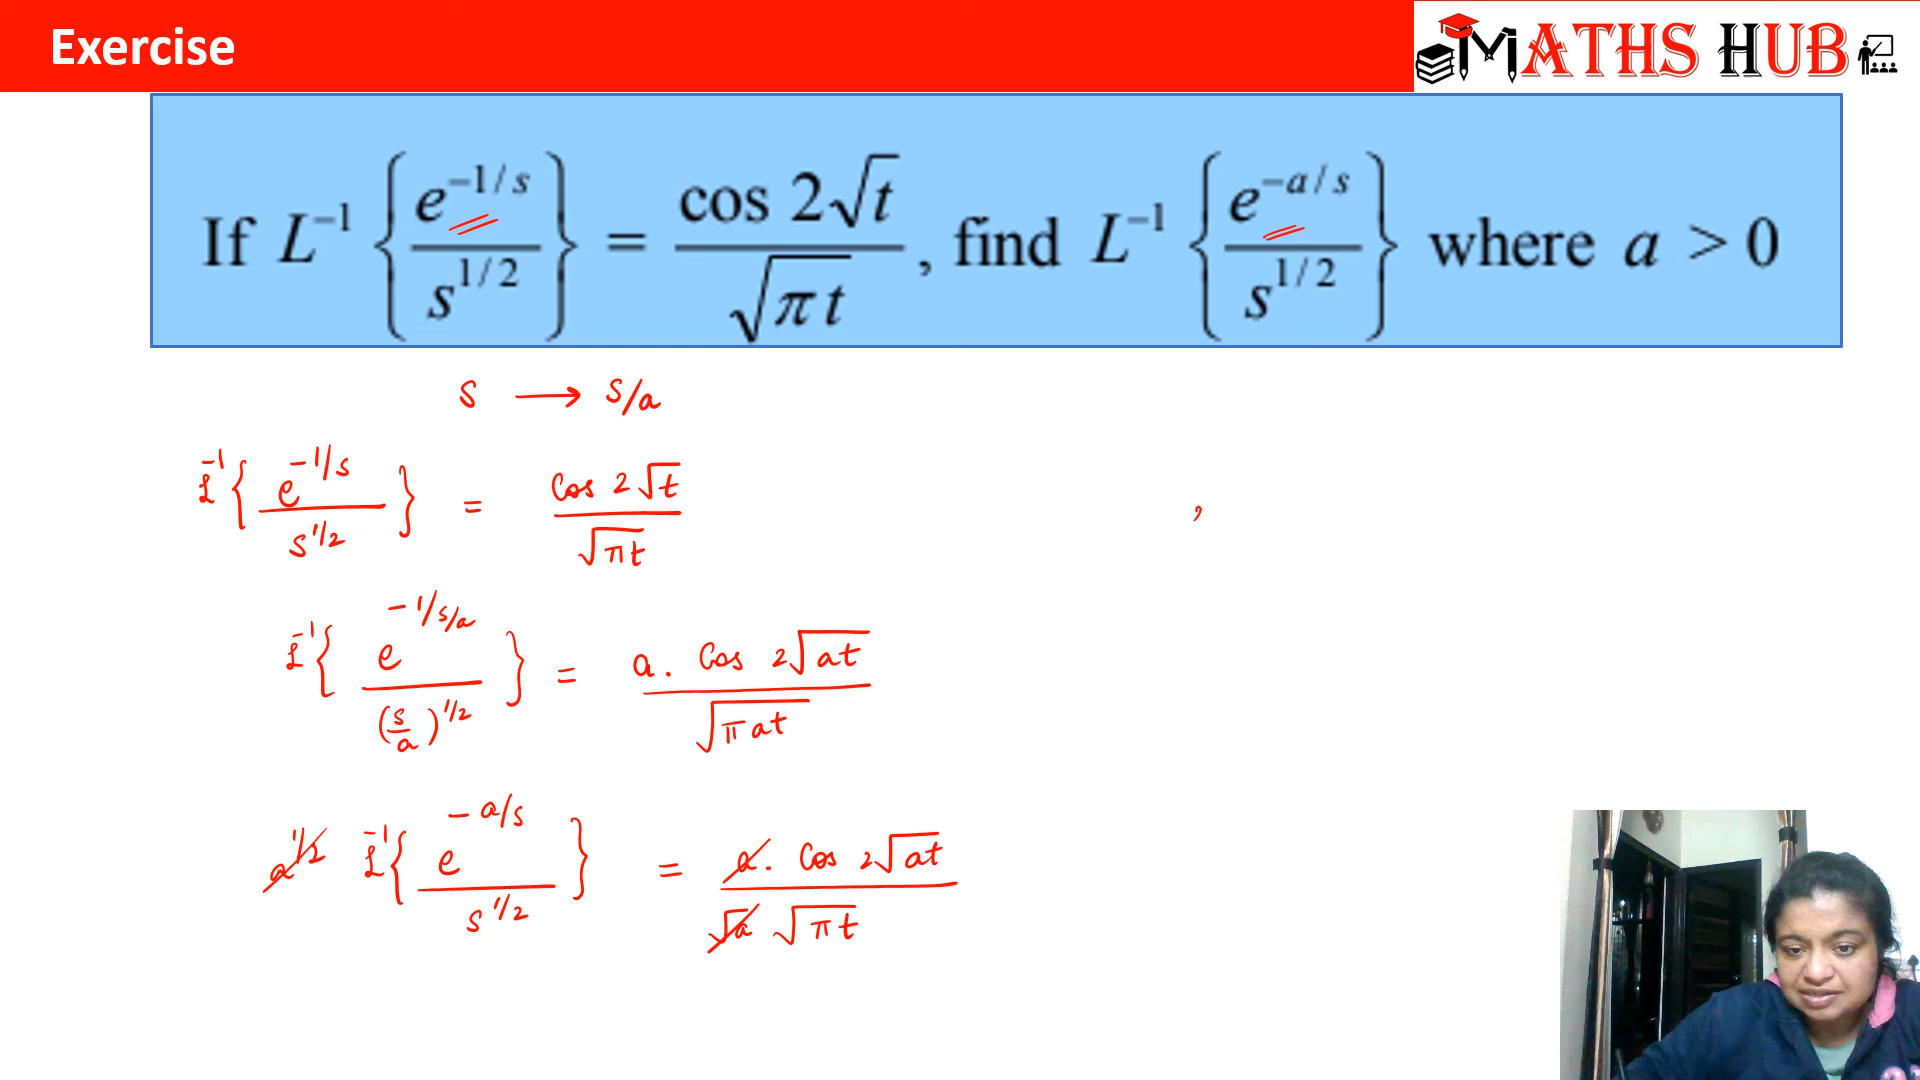 Exercise
MATHS HUB
If L⁻¹ { e^{-1/s} / s^{1/2} } = cos 2√t / √(πt) , find L⁻¹ { e^{-a/s} / s^{1/2} } where a > 0
s → s/a
L⁻¹ { e^{-1/s} / s^{1/2} } = Cos 2√t / √(πt) ,
L⁻¹ { e^{-1/s/a} / (s/a)^{1/2} } = a. Cos 2√(at) / √(πat)
a^{1/2} L⁻¹ { e^{-a/s} / s^{1/2} } = a. Cos 2√(at) / √a √(πt)